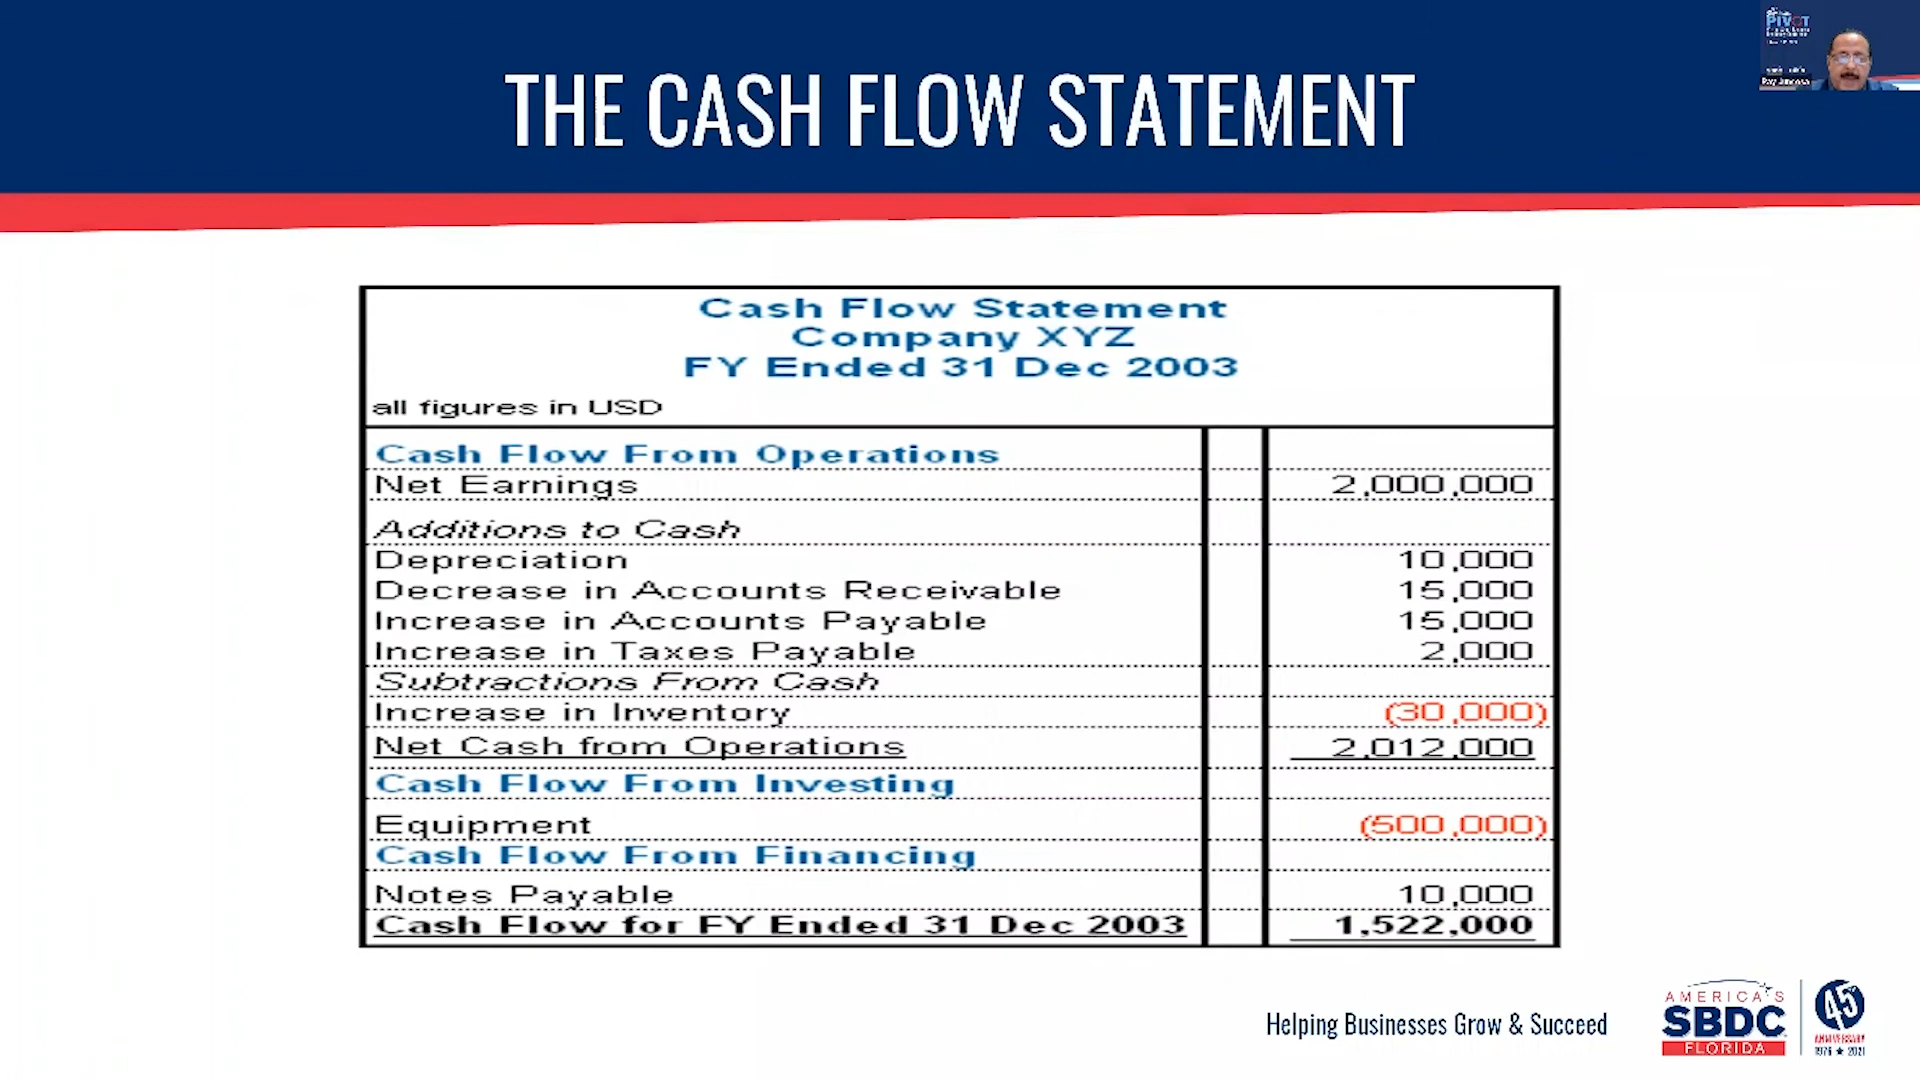 THE CASH FLOW STATEMENT
PIVOT
Cash Flow Statement
Company XYZ
FY Ended 31 Dec 2003
all figures in USD
Cash Flow From Operations
Net Earnings 2,000,000
Additions to Cash
Depreciation 10,000
Decrease in Accounts Receivable 15,000
Increase in Accounts Payable 15,000
Increase in Taxes Payable 2,000
Subtractions From Cash
Increase in Inventory (30,000)
Net Cash from Operations 2,012,000
Cash Flow From Investing
Equipment (500,000)
Cash Flow From Financing
Notes Payable 10,000
Cash Flow for FY Ended 31 Dec 2003 1,522,000
Helping Businesses Grow & Succeed
AMERICA'S
SBDC
FLORIDA
45
ANNIVERSARY
1976 ★ 2021